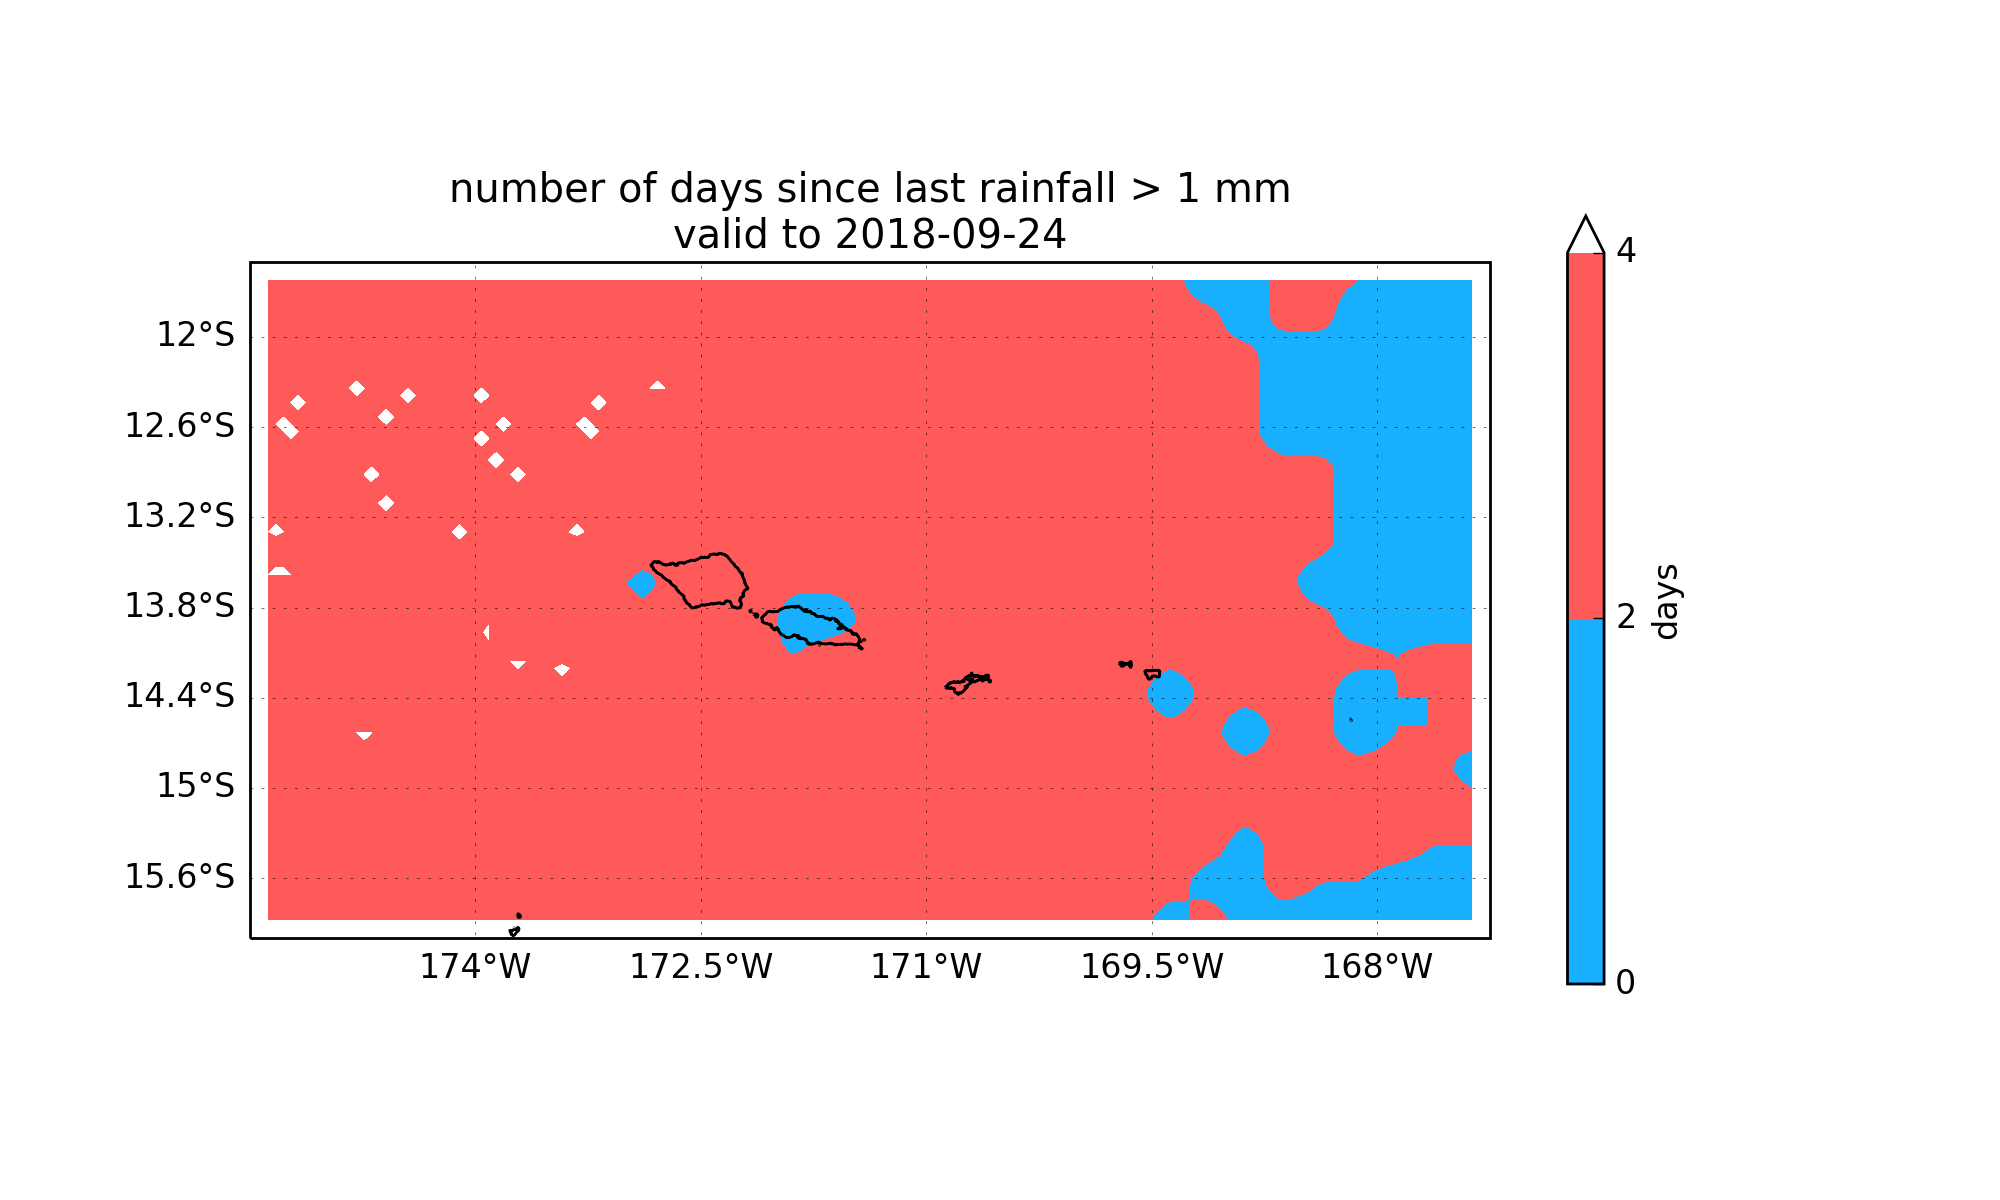 number of days since last rainfall > 1 mm
valid to 2018-09-24
12°S
12.6°S
13.2°S
13.8°S
14.4°S
15°S
15.6°S
174°W
172.5°W
171°W
169.5°W
168°W
4
2
0
days